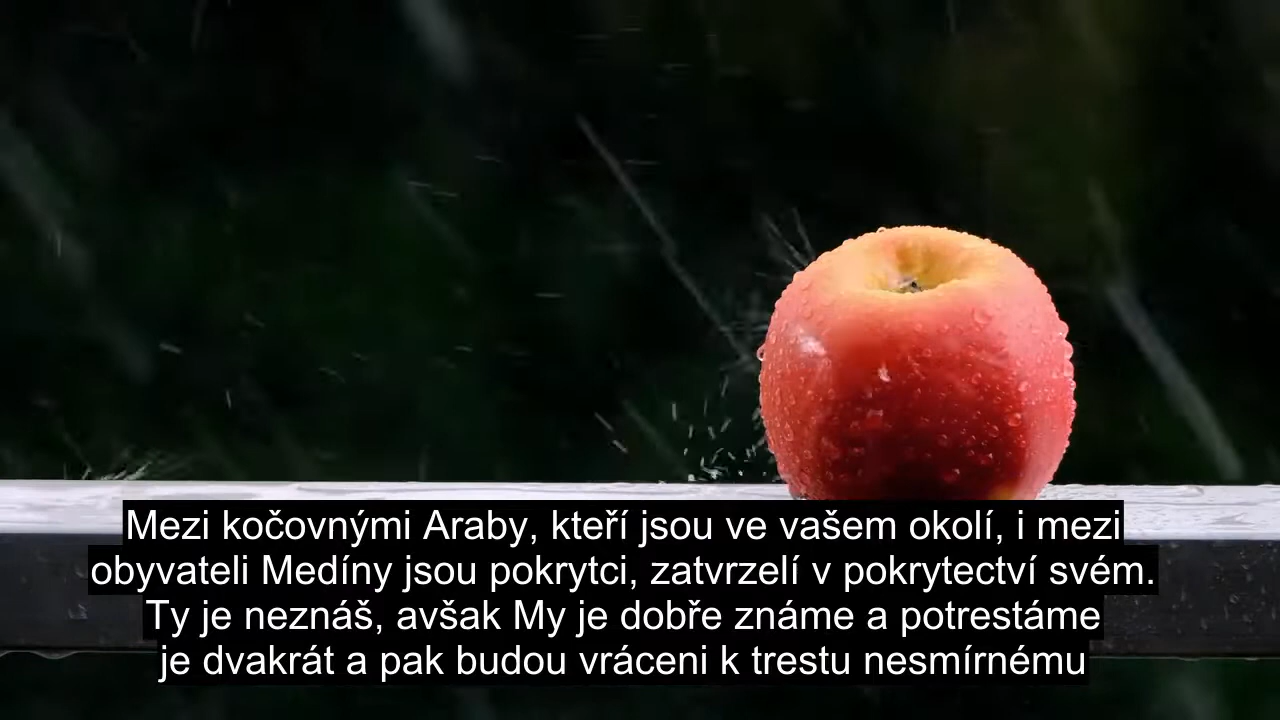 Mezi kočovnými Araby, kteří jsou ve vašem okolí, i mezi
obyvateli Medíny jsou pokrytci, zatvrzelí v pokrytectví svém.
Ty je neznáš, avšak My je dobře známe a potrestáme
je dvakrát a pak budou vráceni k trestu nesmírnému